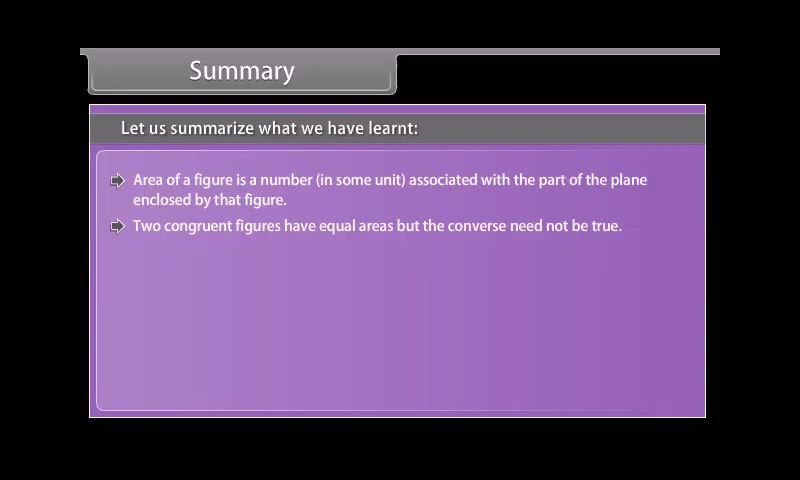 Summary
Let us summarize what we have learnt:
Area of a figure is a number (in some unit) associated with the part of the plane
enclosed by that figure.
Two congruent figures have equal areas but the converse need not be true.